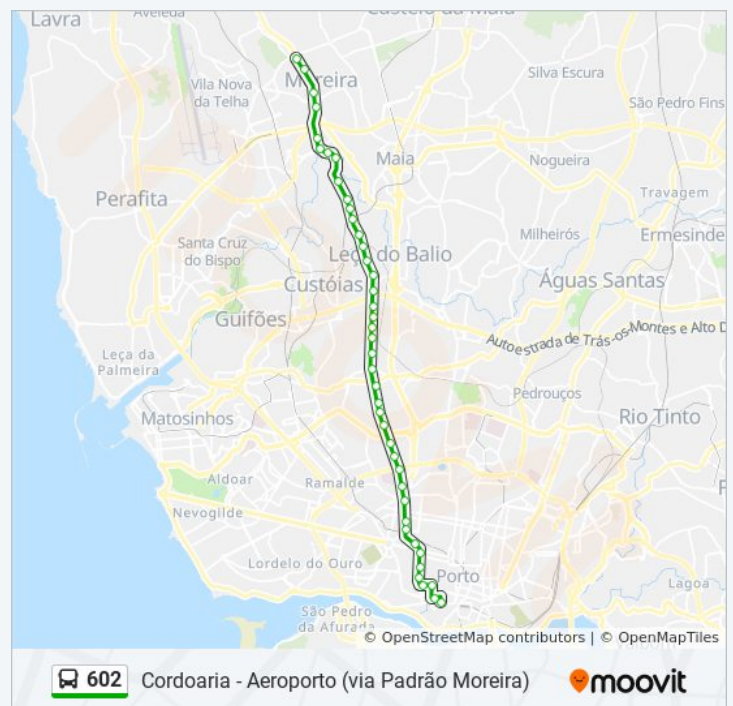 Lavra
Aveleda
Castelo da Maia
Vila Nova
da Telha
Moreira
Silva Escura
São Pedro Fins
Maia
Nogueira
Travagem
Perafita
Santa Cruz
do Bispo
Leça do Balio
Milheirós
Ermesinde
Custóias
Águas Santas
Guifões
Autoestrada de Trás-os-Montes e Alto D
Leça da
Palmeira
Pedrouços
Matosinhos
Rio Tinto
Aldoar
Ramalde
Nevogilde
Lordelo do Ouro
Porto
Lagoa
São Pedro
da Afurada
© OpenStreetMap contributors | © OpenMapTiles
602 Cordoaria - Aeroporto (via Padrão Moreira) moovit